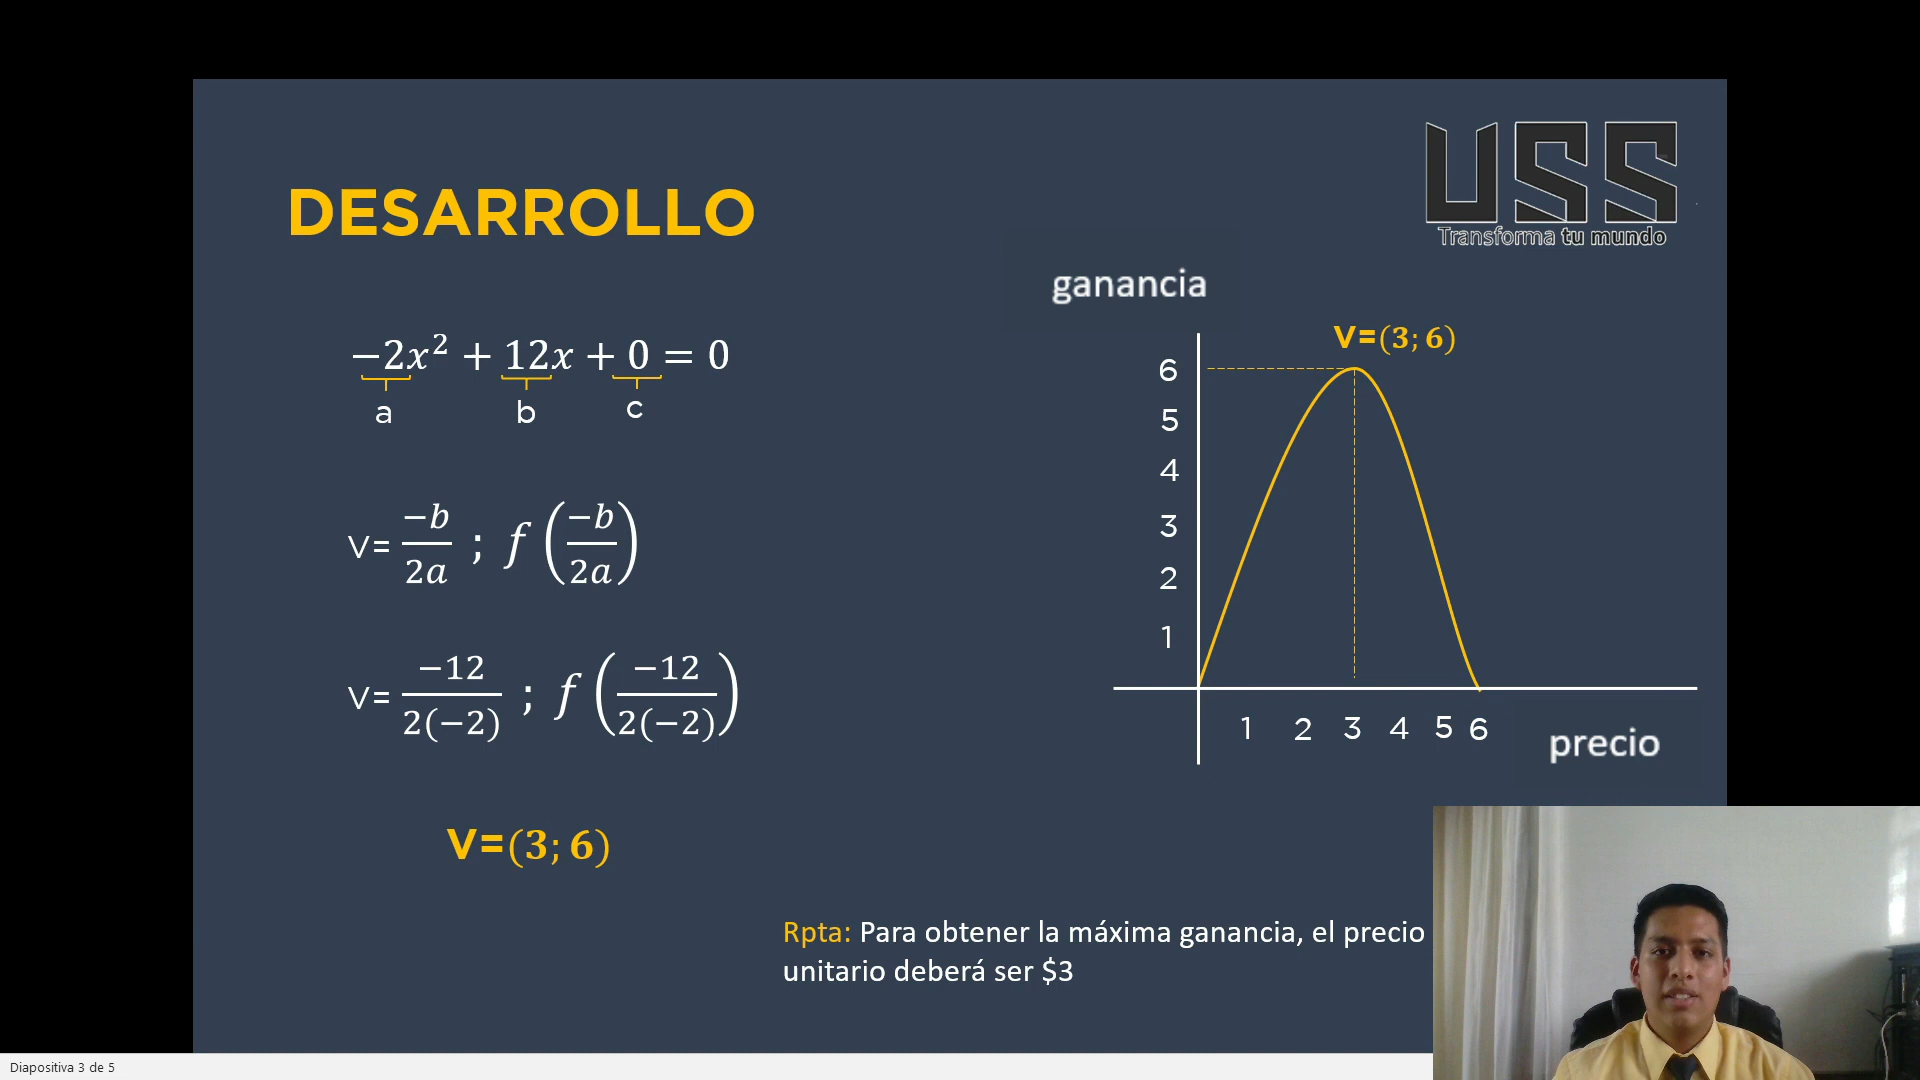 USS
Transforma tu mundo
DESARROLLO
−2x² + 12x + 0 = 0
a b c
V= −b/2a ; f(−b/2a)
V= −12/2(−2) ; f(−12/2(−2))
V=(3; 6)
ganancia
V=(3; 6)
6
5
4
3
2
1
1 2 3 4 5 6
precio
Rpta: Para obtener la máxima ganancia, el precio
unitario deberá ser $3
Diapositiva 3 de 5